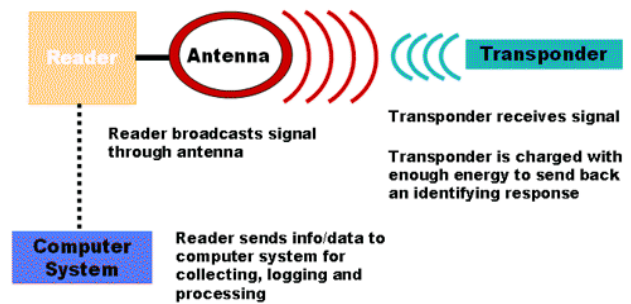 Reader
Antenna
Transponder
Reader broadcasts signal
through antenna
Transponder receives signal
Transponder is charged with
enough energy to send back
an identifying response
Computer
System
Reader sends info/data to
computer system for
collecting, logging and
processing